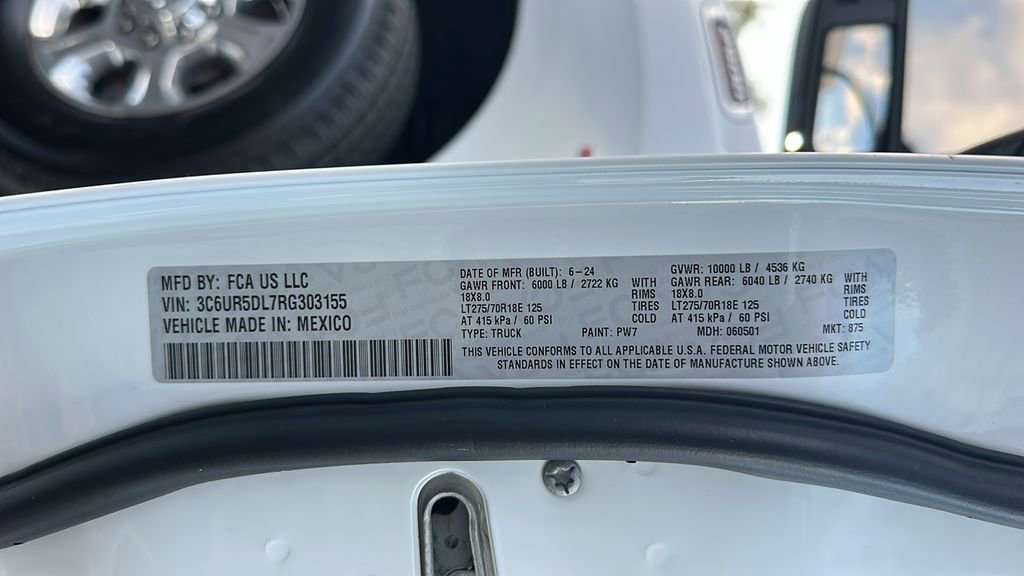 MFD BY: FCA US LLC
VIN: 3C6UR5DL7RG303155
VEHICLE MADE IN: MEXICO
DATE OF MFR (BUILT): 6-24
GAWR FRONT: 6000 LB / 2722 KG WITH
18X8.0 RIMS
LT275/70R18E 125 TIRES
AT 415 kPa / 60 PSI COLD
TYPE: TRUCK PAINT: PW7
GVWR: 10000 LB / 4536 KG
GAWR REAR: 6040 LB / 2740 KG WITH
18X8.0 RIMS
LT275/70R18E 125 TIRES
AT 415 kPa / 60 PSI COLD
MDH: 060501 MKT: 875
THIS VEHICLE CONFORMS TO ALL APPLICABLE U.S.A. FEDERAL MOTOR VEHICLE SAFETY
STANDARDS IN EFFECT ON THE DATE OF MANUFACTURE SHOWN ABOVE.